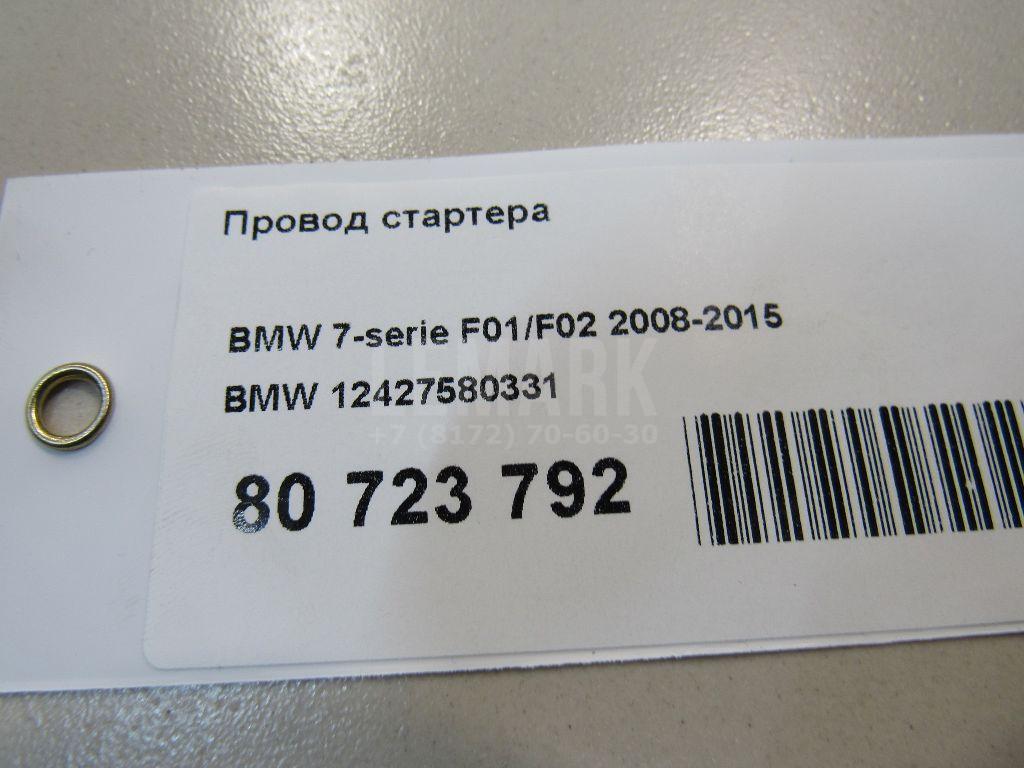 Провод стартера
BMW 7-serie F01/F02 2008-2015
BMW 12427580331
LEMARK
+7 (8172) 70-60-30
80 723 792